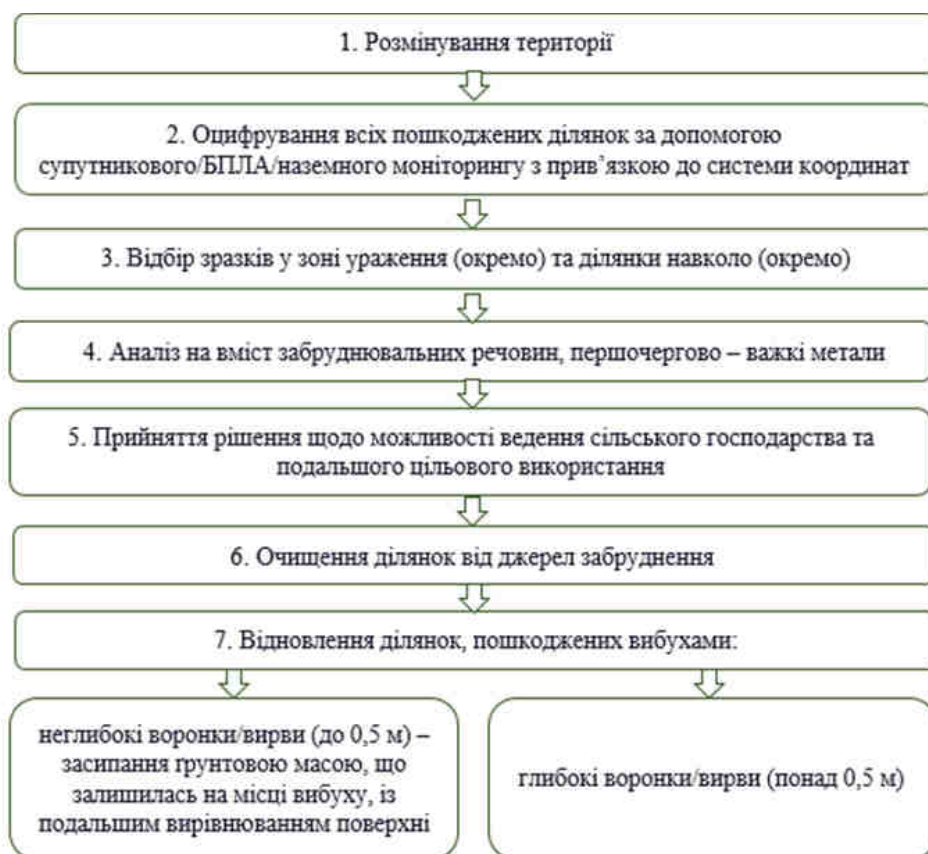 1. Розмінування території
2. Оцифрування всіх пошкоджених ділянок за допомогою
супутникового/БПЛА/наземного моніторингу з прив’язкою до системи координат
3. Відбір зразків у зоні ураження (окремо) та ділянки навколо (окремо)
4. Аналіз на вміст забруднювальних речовин, першочергово – важкі метали
5. Прийняття рішення щодо можливості ведення сільського господарства та
подальшого цільового використання
6. Очищення ділянок від джерел забруднення
7. Відновлення ділянок, пошкоджених вибухами:
неглибокі воронки/вирви (до 0,5 м) –
засипання ґрунтовою масою, що
залишилась на місці вибуху, із
подальшим вирівнюванням поверхні
глибокі воронки/вирви (понад 0,5 м)